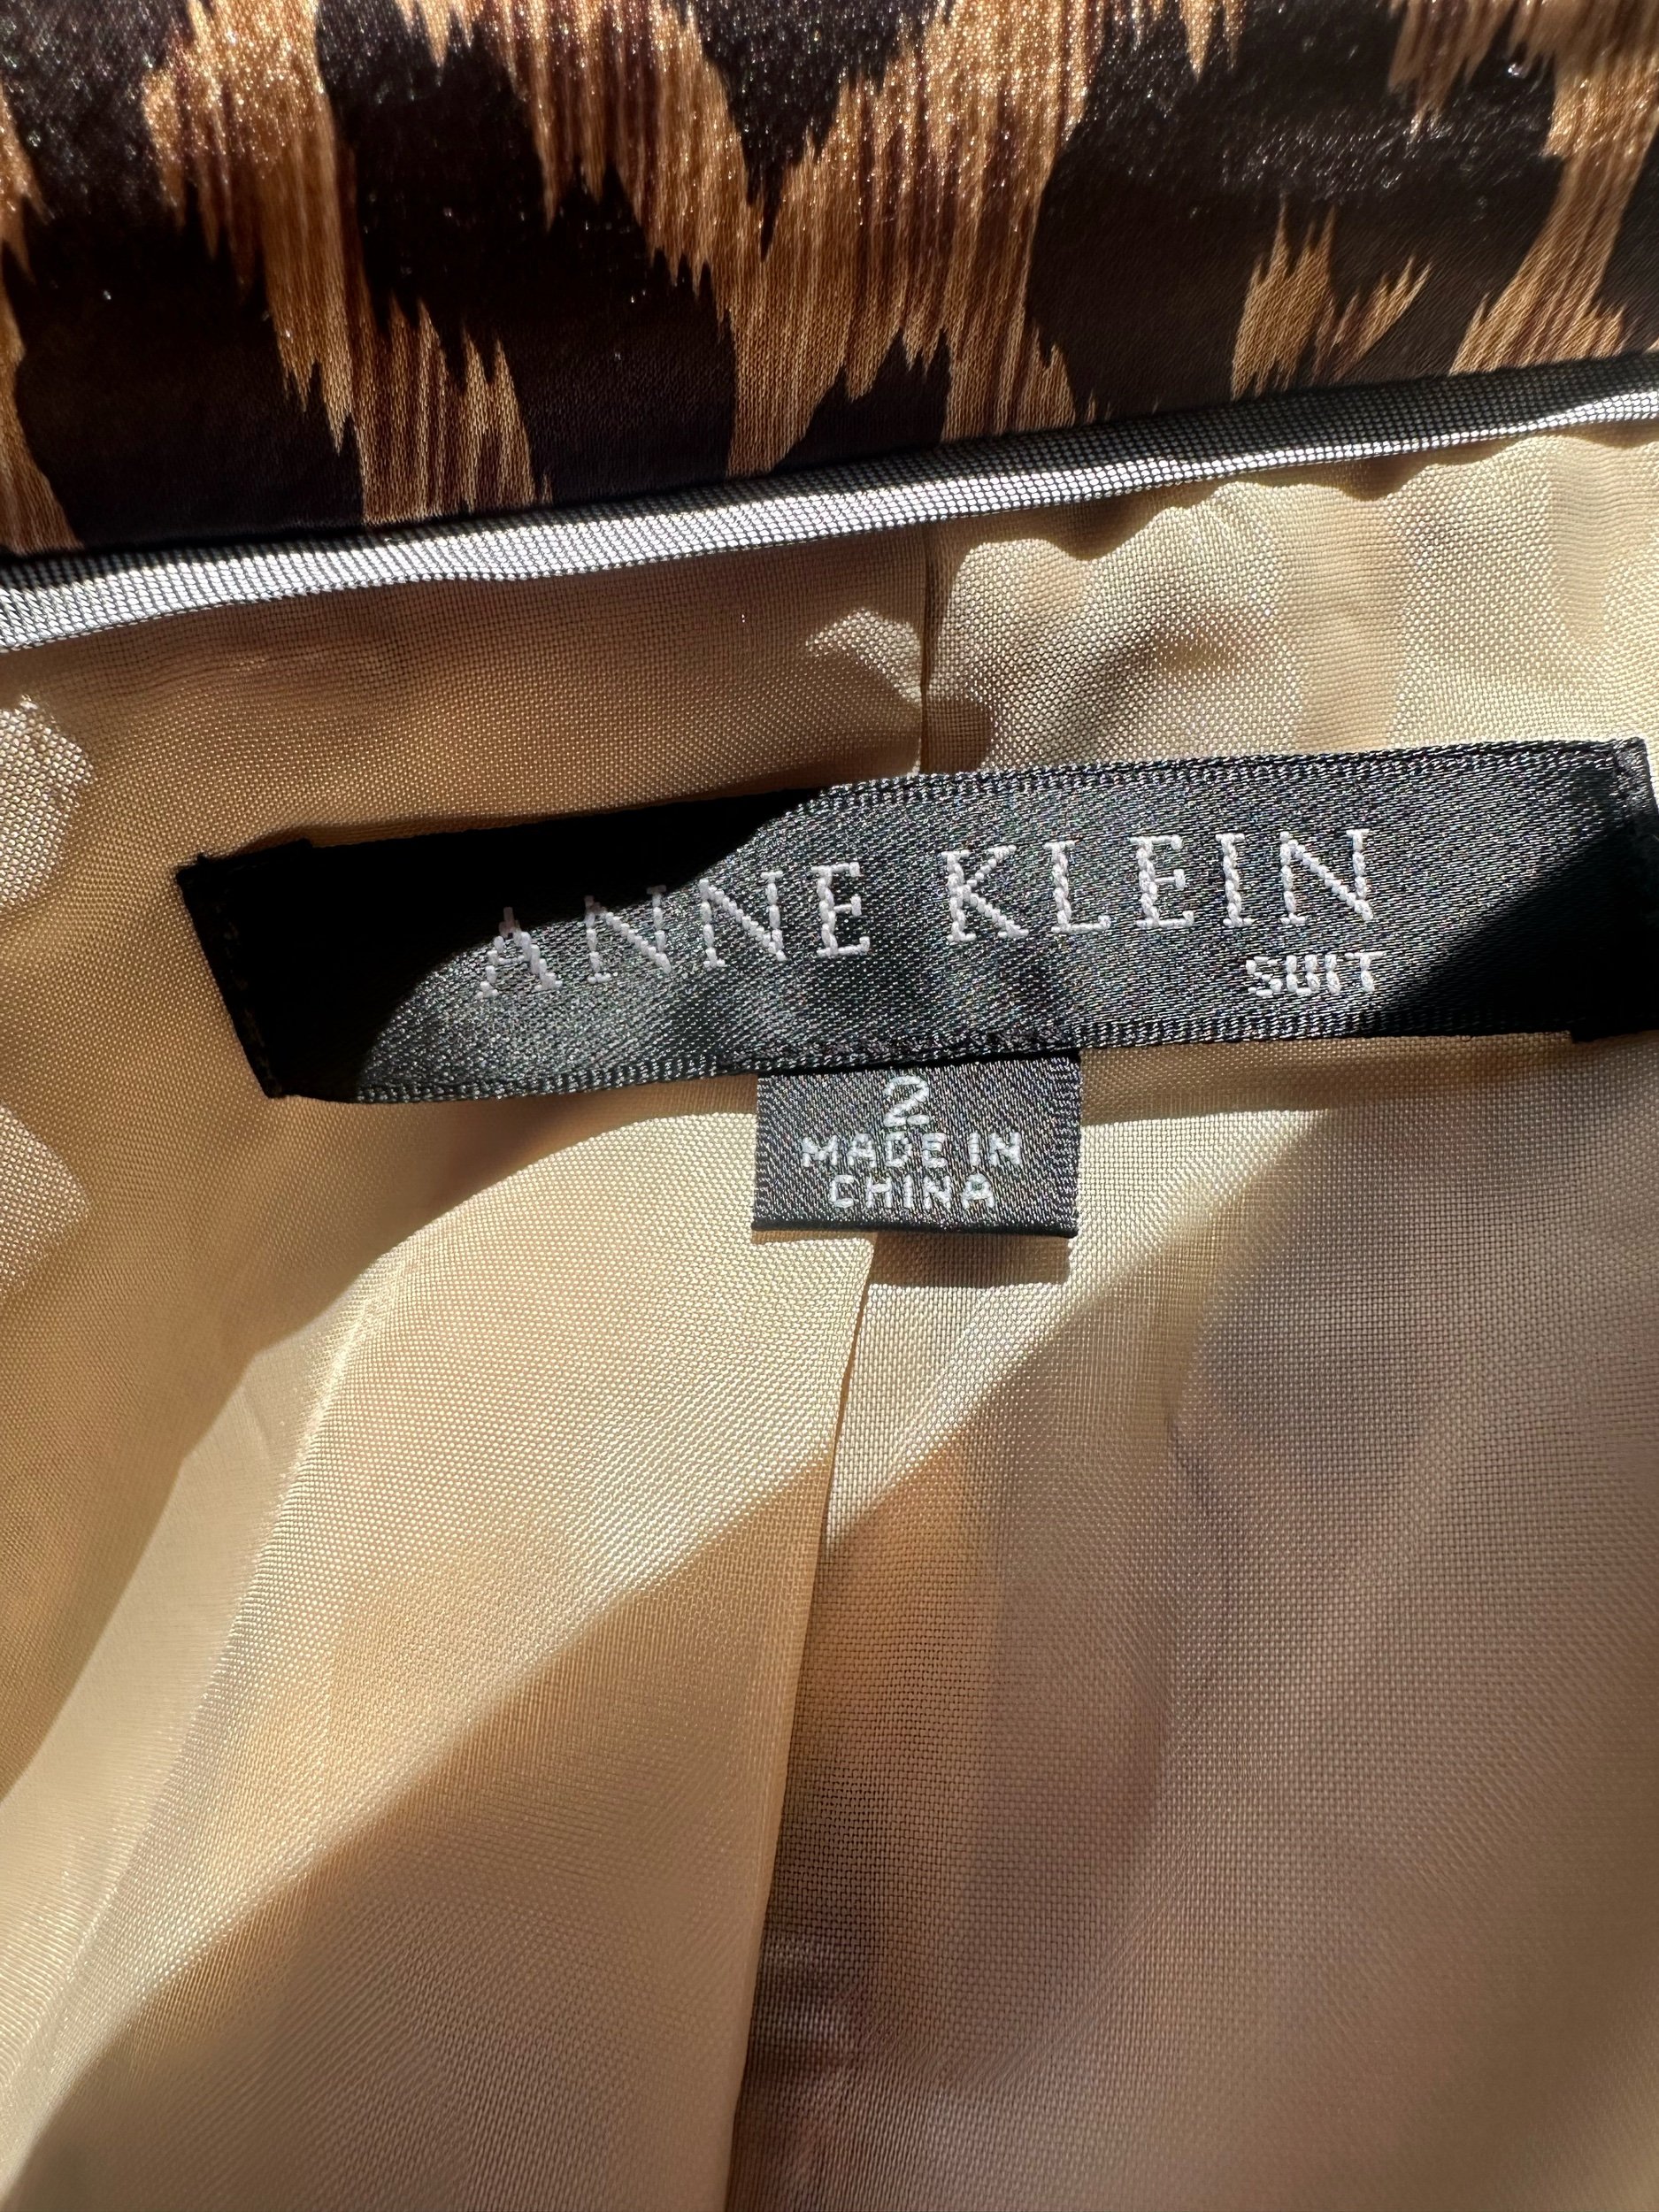 ANNE KLEIN
SUIT
2
MADE IN
CHINA